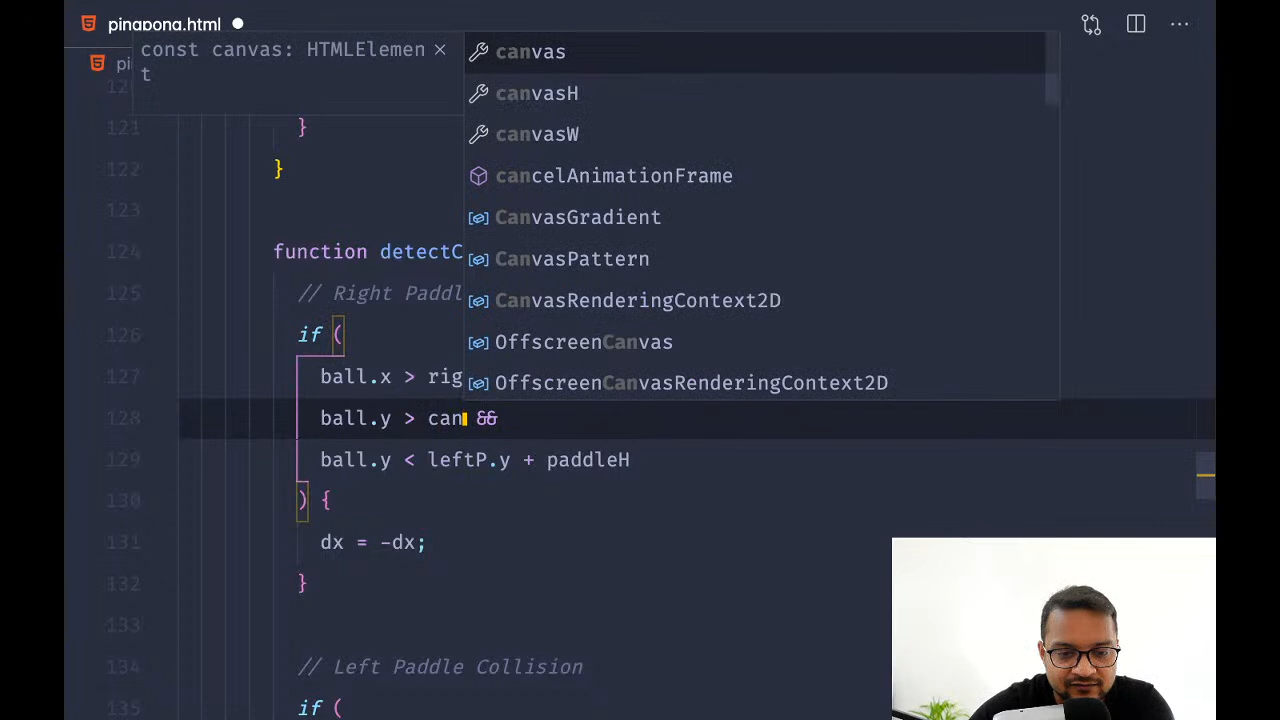 pingpong.html
const canvas: HTMLElemen
t
canvas
canvasH
canvasW
cancelAnimationFrame
CanvasGradient
CanvasPattern
CanvasRenderingContext2D
OffscreenCanvas
OffscreenCanvasRenderingContext2D
pi
121 }
122 }
123
124 function detectC
125 // Right Paddl
126 if (
127 ball.x > rig
128 ball.y > can &&
129 ball.y < leftP.y + paddleH
130 ) {
131 dx = -dx;
132 }
133
134 // Left Paddle Collision
135 if (